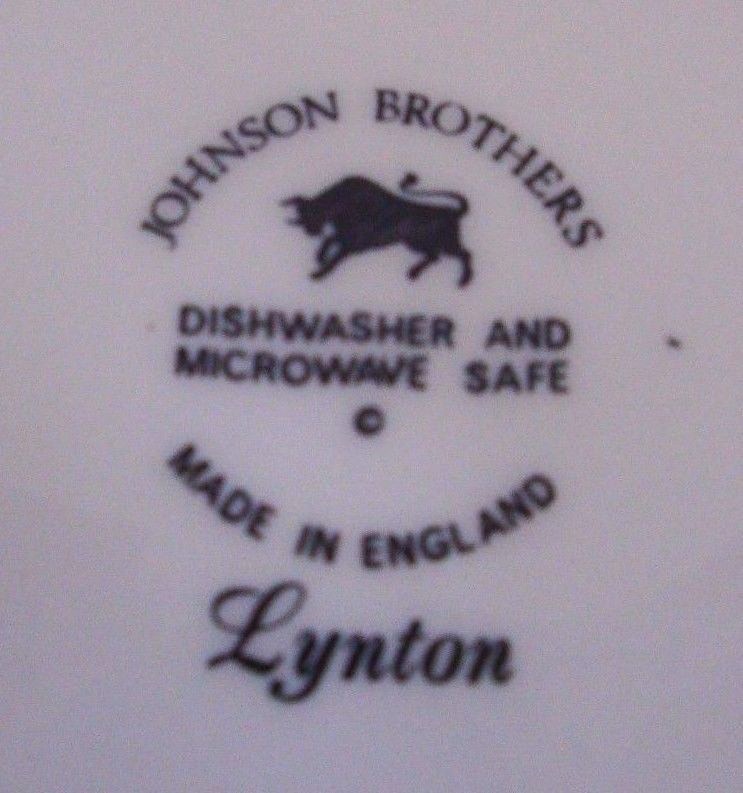 JOHNSON BROTHERS
DISHWASHER AND
MICROWAVE SAFE
©
MADE IN ENGLAND
Lynton